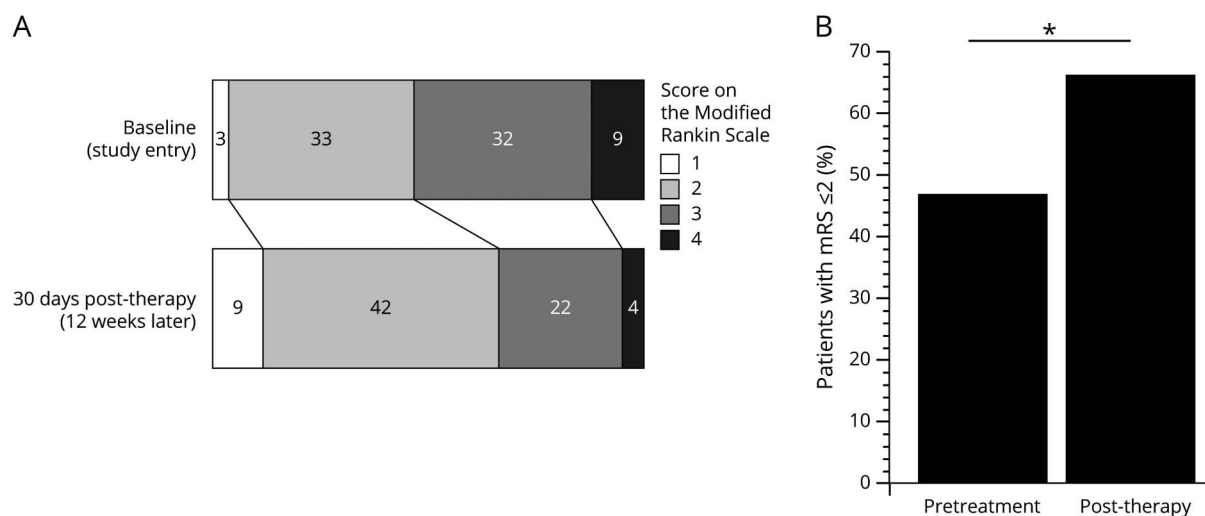 A
Baseline
(study entry)
3
33
32
9
30 days post-therapy
(12 weeks later)
9
42
22
4
Score on
the Modified
Rankin Scale
1
2
3
4
B
*
Patients with mRS ≤2 (%)
70
60
50
40
30
20
10
0
Pretreatment
Post-therapy